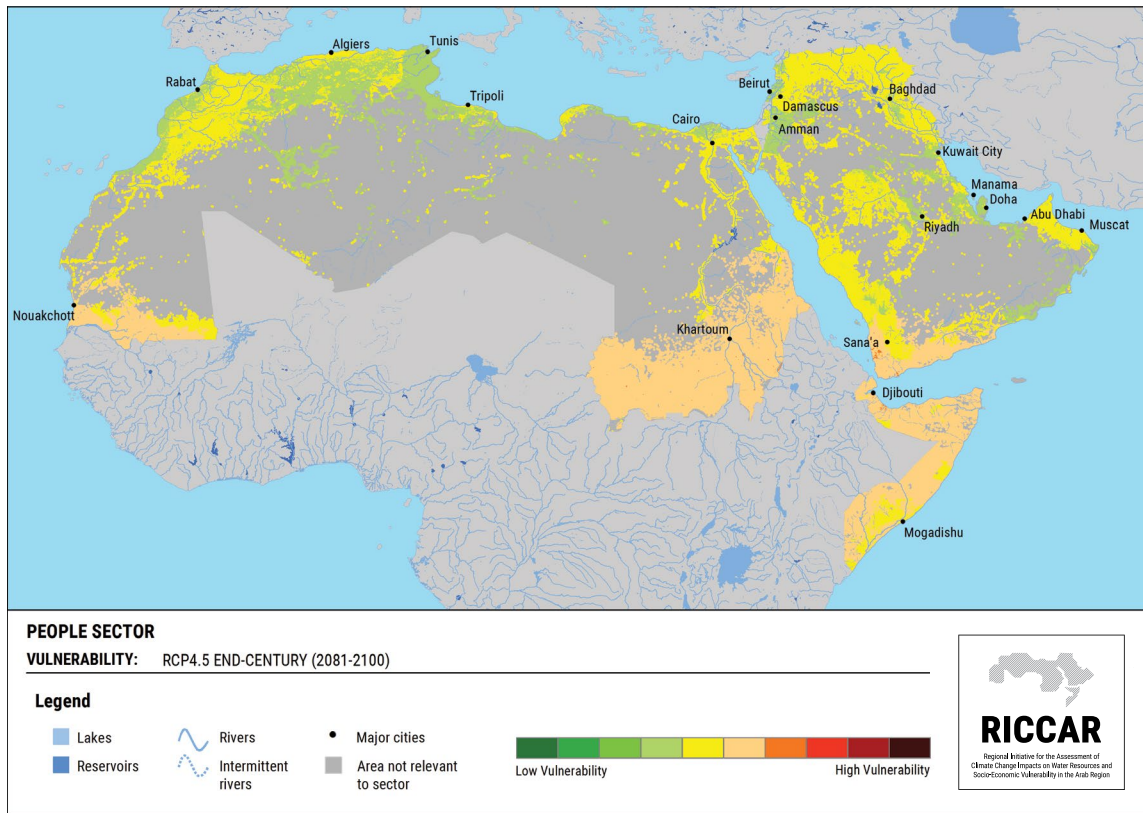 Algiers
Tunis
Rabat
Tripoli
Beirut
Baghdad
Damascus
Cairo
Amman
Kuwait City
Manama
Doha
Abu Dhabi
Muscat
Riyadh
Nouakchott
Khartoum
Sana'a
Djibouti
Mogadishu
PEOPLE SECTOR
VULNERABILITY: RCP4.5 END-CENTURY (2081-2100)
Legend
Lakes
Reservoirs
Rivers
Intermittent
rivers
Major cities
Area not relevant
to sector
Low Vulnerability
High Vulnerability
RICCAR
Regional Initiative for the Assessment of
Climate Change Impacts on Water Resources and
Socio-Economic Vulnerability in the Arab Region